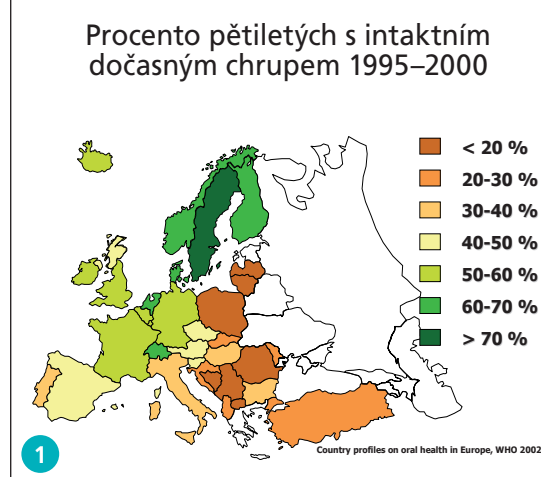 Procento pětiletých s intaktním
dočasným chrupem 1995–2000
< 20 %
20-30 %
30-40 %
40-50 %
50-60 %
60-70 %
> 70 %
1
Country profiles on oral health in Europe, WHO 2002